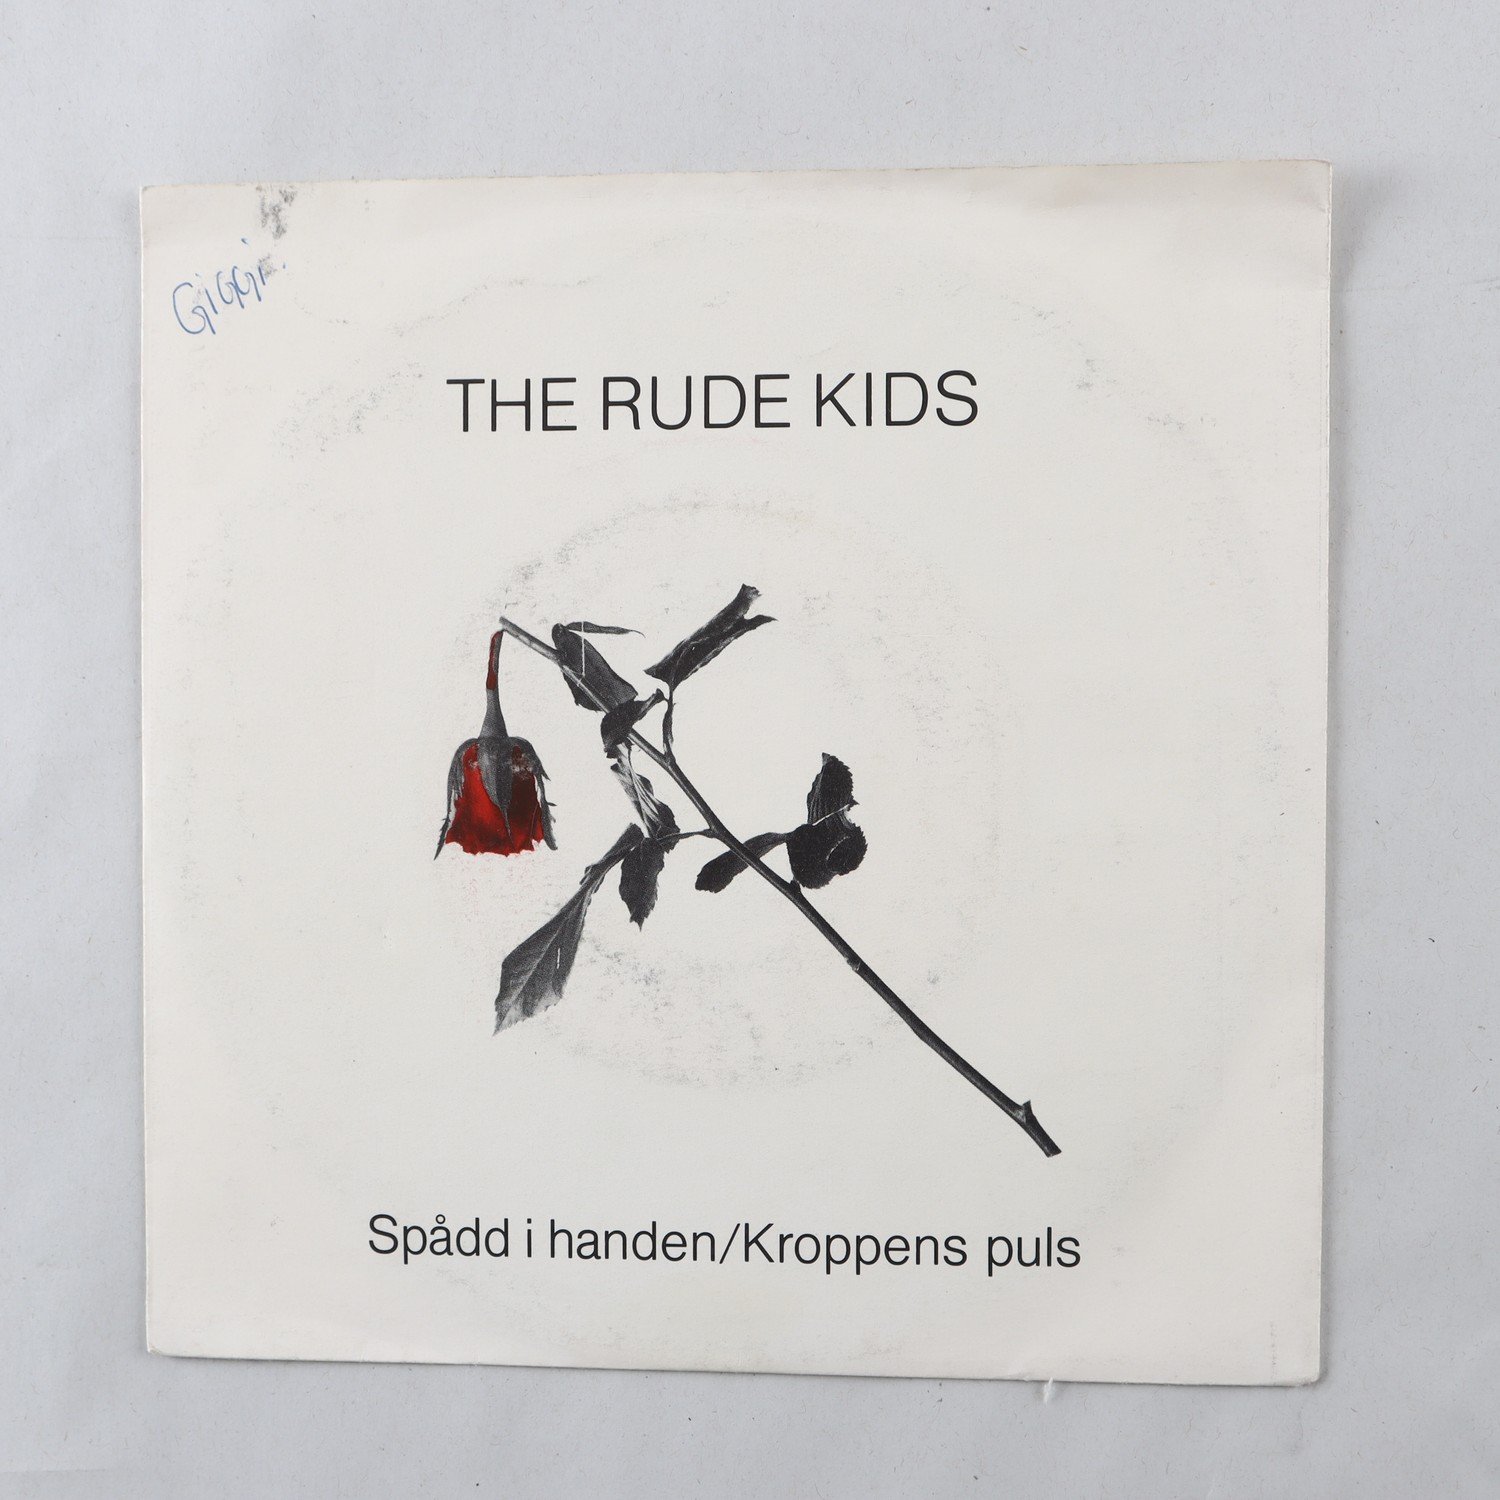 Giggi.
THE RUDE KIDS
Spådd i handen/Kroppens puls